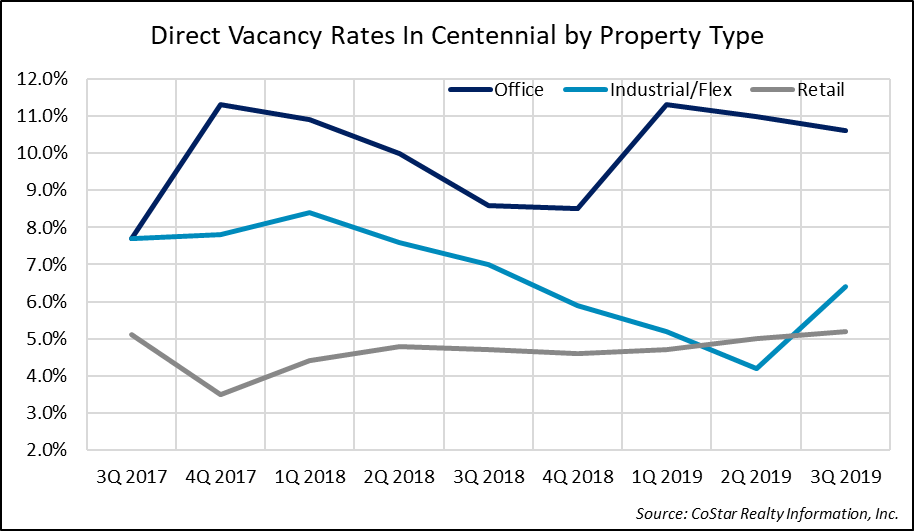 Direct Vacancy Rates In Centennial by Property Type
Office Industrial/Flex Retail
12.0%
11.0%
10.0%
9.0%
8.0%
7.0%
6.0%
5.0%
4.0%
3.0%
2.0%
3Q 2017 4Q 2017 1Q 2018 2Q 2018 3Q 2018 4Q 2018 1Q 2019 2Q 2019 3Q 2019
Source: CoStar Realty Information, Inc.